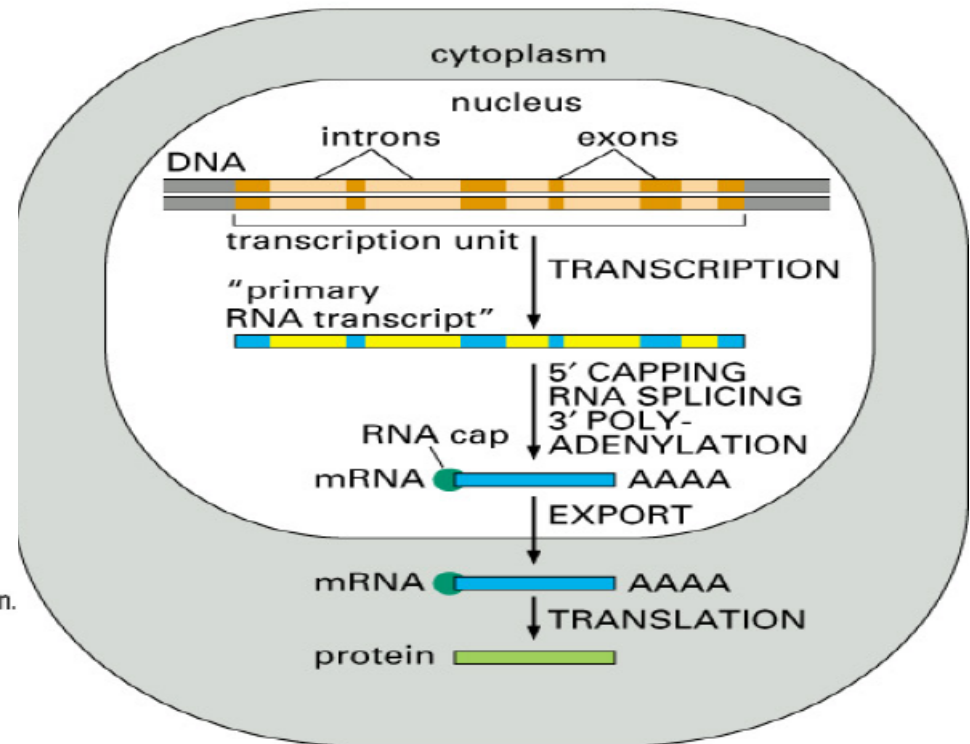 cytoplasm
nucleus
introns exons
DNA
transcription unit
TRANSCRIPTION
“primary
RNA transcript”
5′ CAPPING
RNA SPLICING
3′ POLY-
ADENYLATION
RNA cap
mRNA AAAA
EXPORT
mRNA AAAA
n.
TRANSLATION
protein